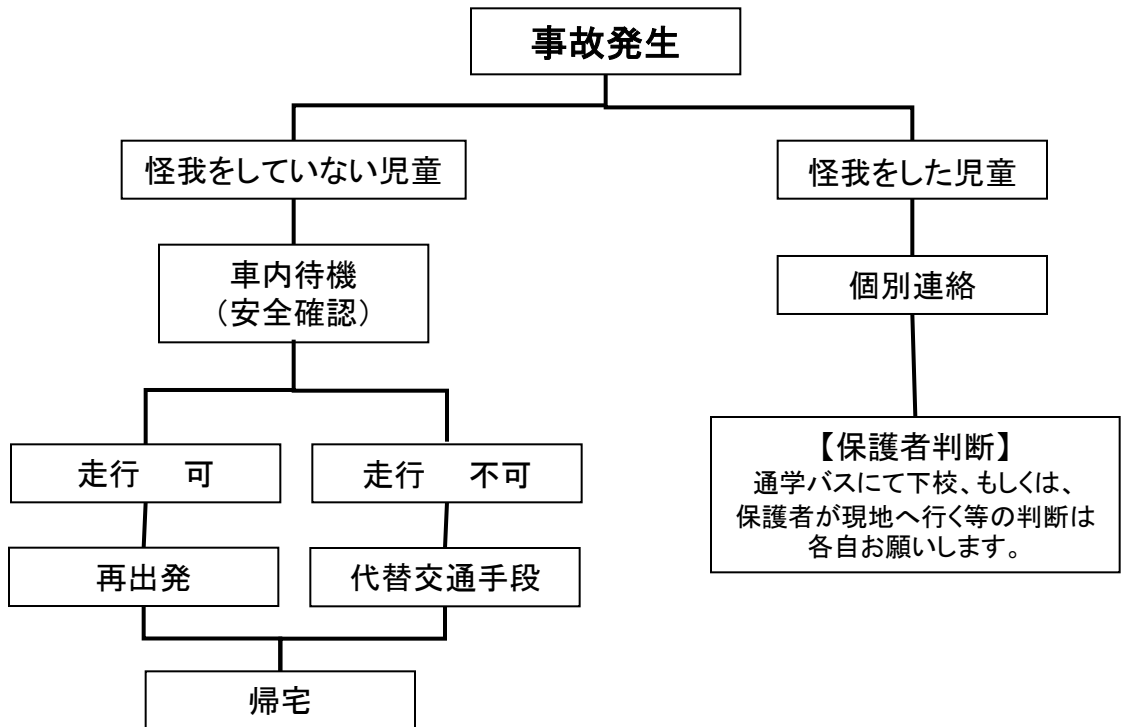 事故発生
怪我をしていない児童
怪我をした児童
車内待機
（安全確認）
個別連絡
走行　可
走行　不可
【保護者判断】
通学バスにて下校、もしくは、
保護者が現地へ行く等の判断は
各自お願いします。
再出発
代替交通手段
帰宅